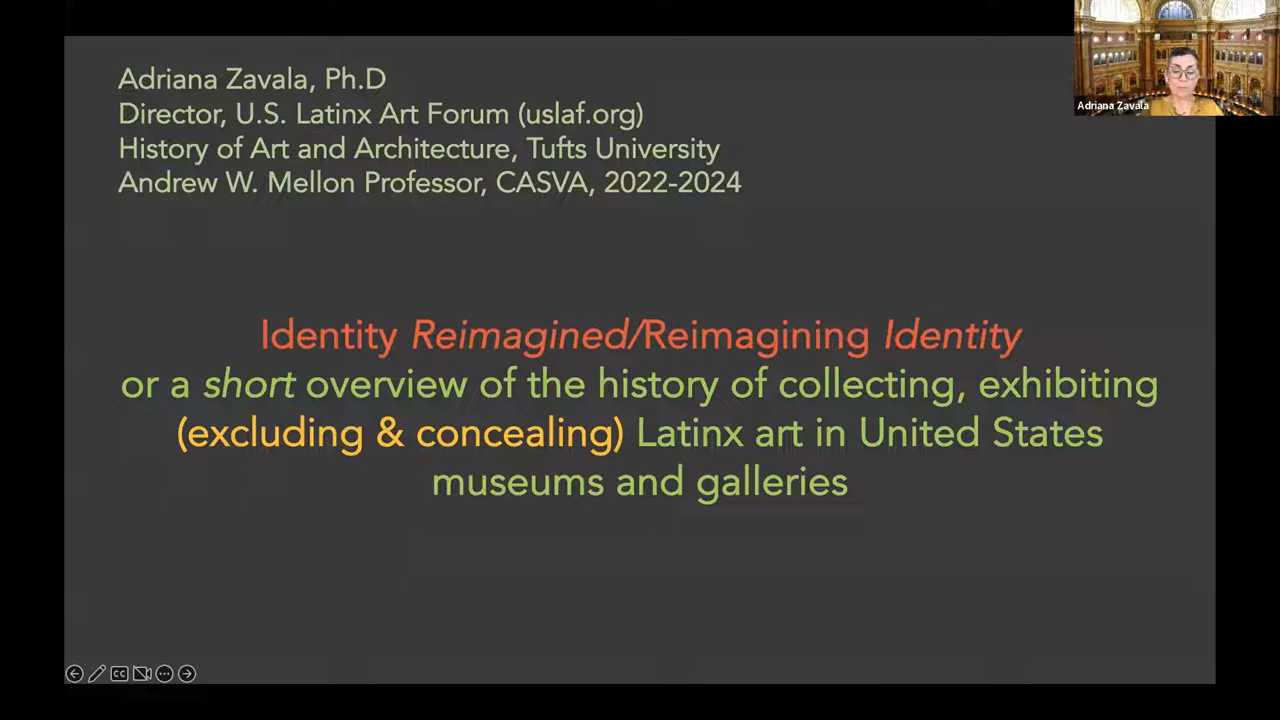 Adriana Zavala, Ph.D
Director, U.S. Latinx Art Forum (uslaf.org)
History of Art and Architecture, Tufts University
Andrew W. Mellon Professor, CASVA, 2022-2024
Adriana Zavala
Identity Reimagined/Reimagining Identity
or a short overview of the history of collecting, exhibiting
(excluding & concealing) Latinx art in United States
museums and galleries
CC